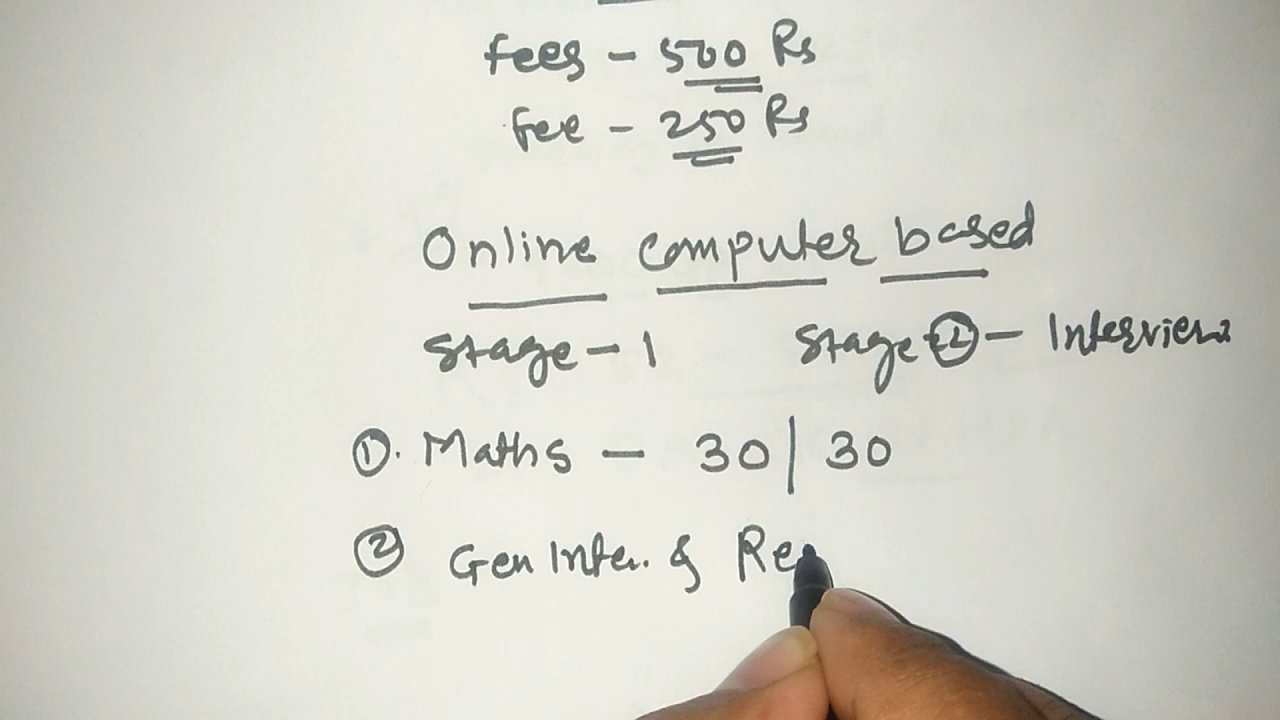 fees - 500 Rs
fee - 250 Rs
Online computer based
Stage - 1 Stage - 2 - Interview
1. Maths - 30 | 30
2 Gen Inte. & Re